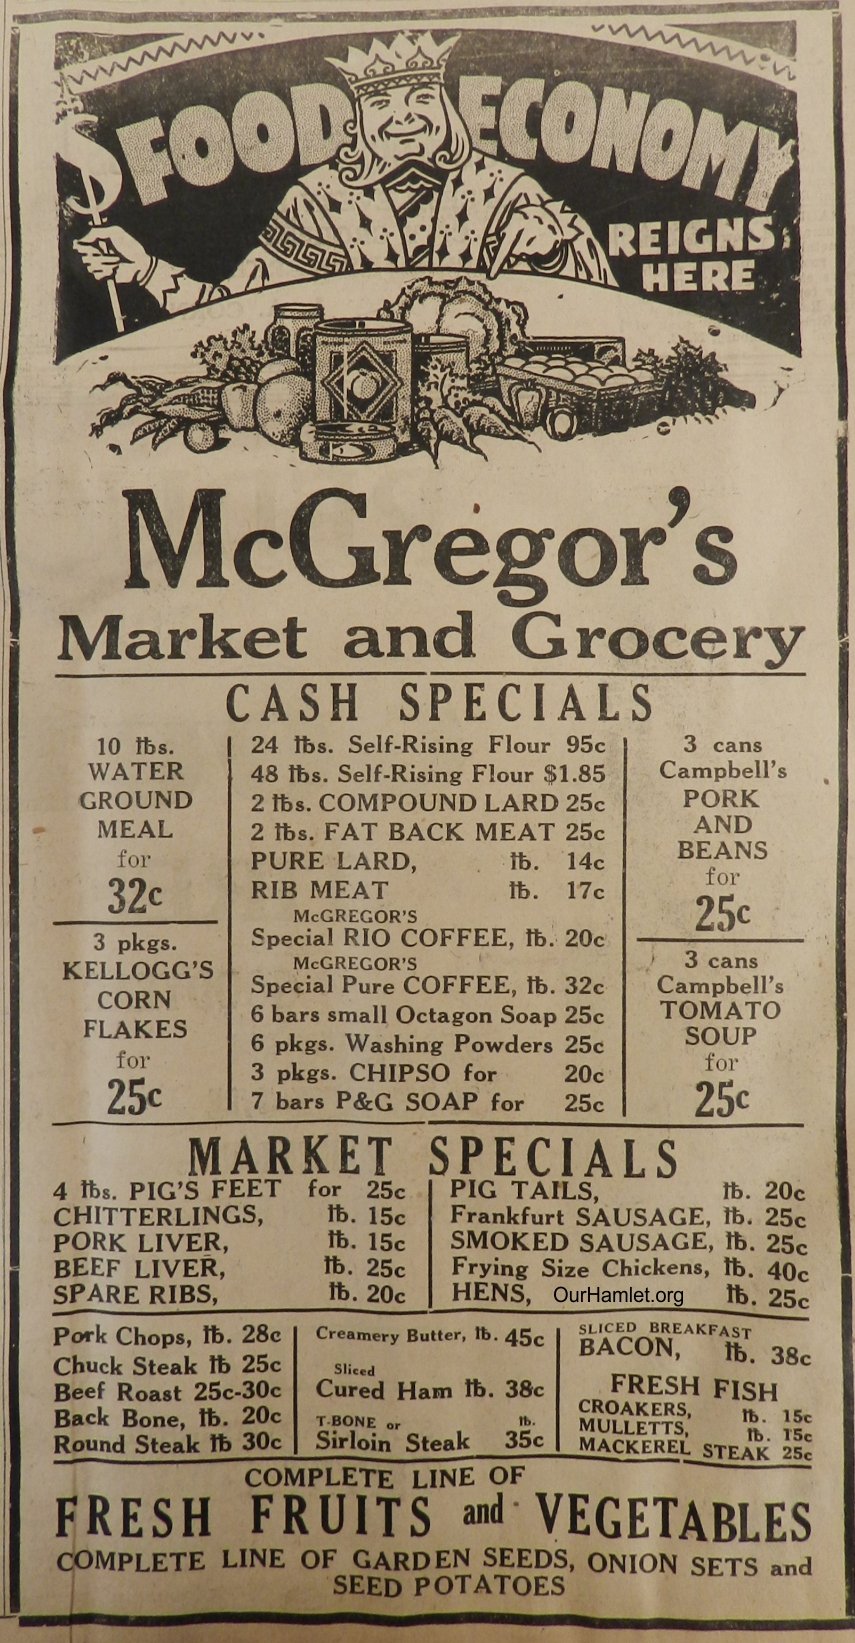 $ FOOD ECONOMY
REIGNS
HERE
McGregor's
Market and Grocery
CASH SPECIALS
10 lbs.
WATER
GROUND
MEAL
for
32c
3 pkgs.
KELLOGG'S
CORN
FLAKES
for
25c
24 lbs. Self-Rising Flour 95c
48 lbs. Self-Rising Flour $1.85
2 lbs. COMPOUND LARD 25c
2 lbs. FAT BACK MEAT 25c
PURE LARD, lb. 14c
RIB MEAT lb. 17c
McGREGOR'S
Special RIO COFFEE, lb. 20c
McGREGOR'S
Special Pure COFFEE, lb. 32c
6 bars small Octagon Soap 25c
6 pkgs. Washing Powders 25c
3 pkgs. CHIPSO for 20c
7 bars P&G SOAP for 25c
3 cans
Campbell's
PORK
AND
BEANS
for
25c
3 cans
Campbell's
TOMATO
SOUP
for
25c
MARKET SPECIALS
4 lbs. PIG'S FEET for 25c
CHITTERLINGS, lb. 15c
PORK LIVER, lb. 15c
BEEF LIVER, lb. 25c
SPARE RIBS, lb. 20c
PIG TAILS, lb. 20c
Frankfurt SAUSAGE, lb. 25c
SMOKED SAUSAGE, lb. 25c
Frying Size Chickens, lb. 40c
HENS, lb. 25c
OurHamlet.org
Pork Chops, lb. 28c
Chuck Steak lb 25c
Beef Roast 25c-30c
Back Bone, lb. 20c
Round Steak lb 30c
Creamery Butter, lb. 45c
Sliced
Cured Ham lb. 38c
T-BONE or lb.
Sirloin Steak 35c
SLICED BREAKFAST
BACON, lb. 38c
FRESH FISH
CROAKERS, lb. 15c
MULLETTS, lb. 15c
MACKEREL STEAK 25c
COMPLETE LINE OF
FRESH FRUITS and VEGETABLES
COMPLETE LINE OF GARDEN SEEDS, ONION SETS and
SEED POTATOES